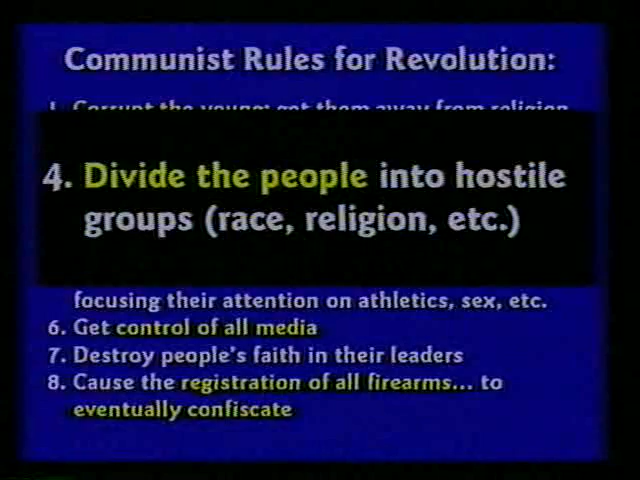 Communist Rules for Revolution:
1. Corrupt the young; get them away from religion
4. Divide the people into hostile
groups (race, religion, etc.)
focusing their attention on athletics, sex, etc.
6. Get control of all media
7. Destroy people's faith in their leaders
8. Cause the registration of all firearms... to
eventually confiscate